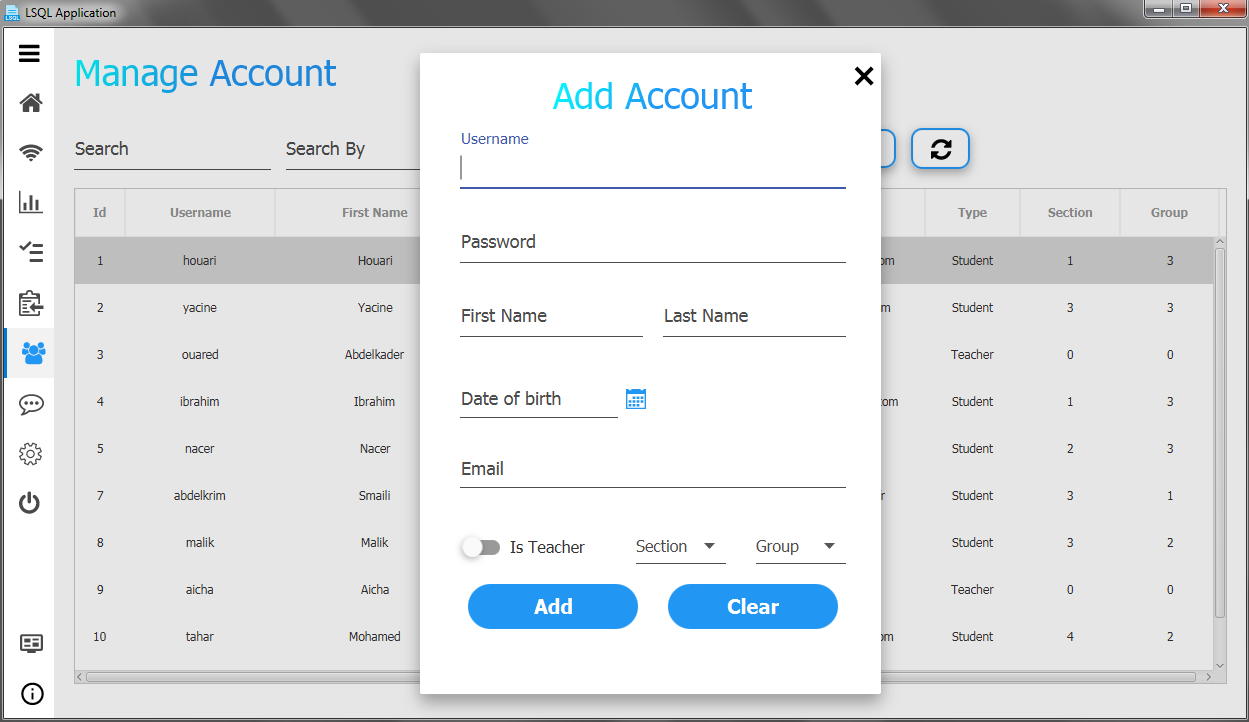 LSQL Application
Manage Account
Search
Search By
Id Username First Name Type Section Group
1 houari Houari om Student 1 3
2 yacine Yacine m Student 3 3
3 ouared Abdelkader Teacher 0 0
4 ibrahim Ibrahim com Student 1 3
5 nacer Nacer Student 2 3
7 abdelkrim Smaili r Student 3 1
8 malik Malik Student 3 2
9 aicha Aicha Teacher 0 0
10 tahar Mohamed om Student 4 2
Add Account
Username
Password
First Name Last Name
Date of birth
Email
Is Teacher Section Group
Add Clear